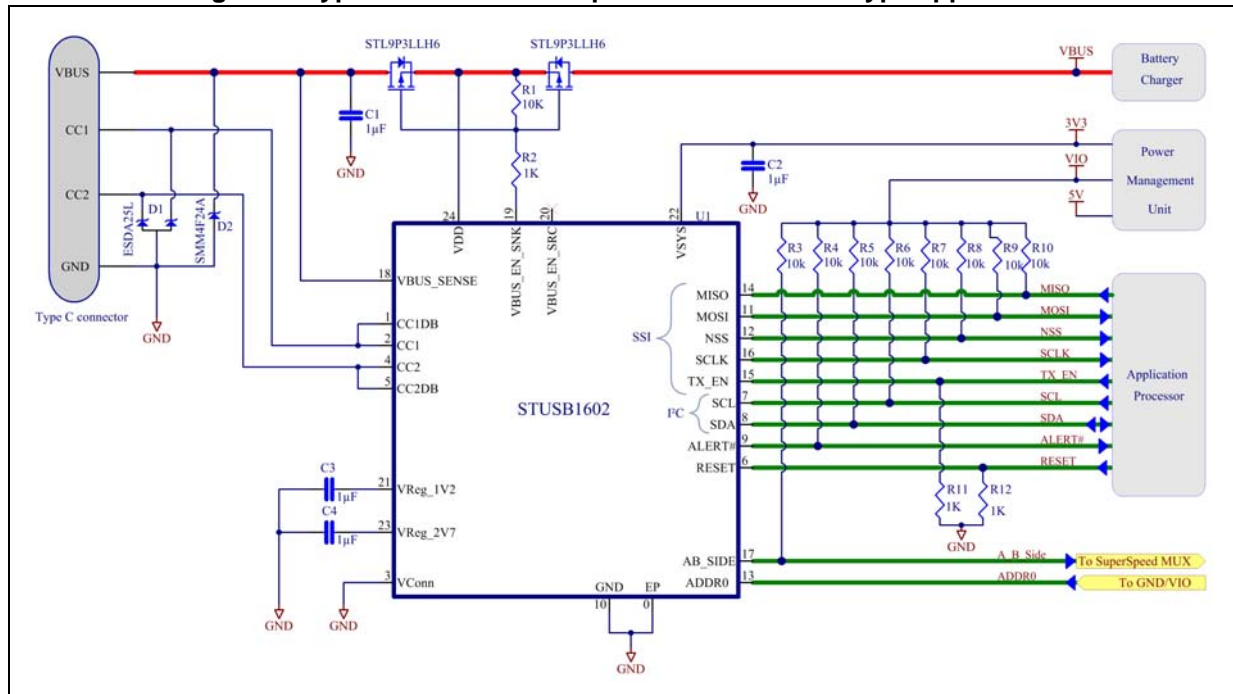 STL9P3LLH6
STL9P3LLH6
VBUS
CC1
CC2
GND
Type C connector
ESDA25L
D1
SMM4F24A
D2
GND
C1
1µF
GND
R1
10K
R2
1K
VBUS
Battery
Charger
3V3
VIO
5V
Power
Management
Unit
C2
1µF
GND
24
VDD
19
VBUS_EN_SNK
20
VBUS_EN_SRC
22
VSYS
U1
R3
10k
R4
10k
R5
10k
R6
10k
R7
10k
R8
10k
R9
10k
R10
10k
18
VBUS_SENSE
1
CC1DB
2
CC1
4
CC2
5
CC2DB
STUSB1602
SSI
I²C
MISO
14
MISO
MOSI
11
MOSI
NSS
12
NSS
SCLK
16
SCLK
TX_EN
15
TX_EN
SCL
7
SCL
SDA
8
SDA
ALERT#
9
ALERT#
RESET
6
RESET
Application
Processor
R11
1K
R12
1K
GND
C3
1µF
21
VReg_1V2
C4
1µF
23
VReg_2V7
3
VConn
GND
GND
GND
10
EP
0
GND
AB_SIDE
17
A_B_Side
To SuperSpeed MUX
ADDR0
13
ADDR0
To GND/VIO